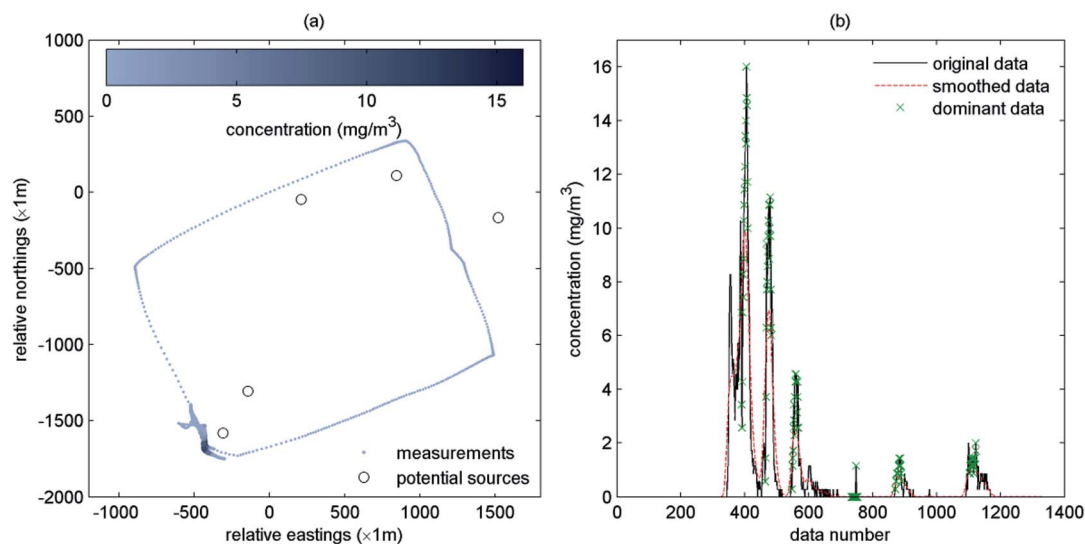 (a)
1000
500
0
-500
-1000
-1500
-2000
relative northings (×1m)
0 5 10 15
concentration (mg/m³)
measurements
potential sources
-1000 -500 0 500 1000 1500
relative eastings (×1m)
(b)
16
14
12
10
8
6
4
2
0
concentration (mg/m³)
original data
smoothed data
dominant data
0 200 400 600 800 1000 1200 1400
data number